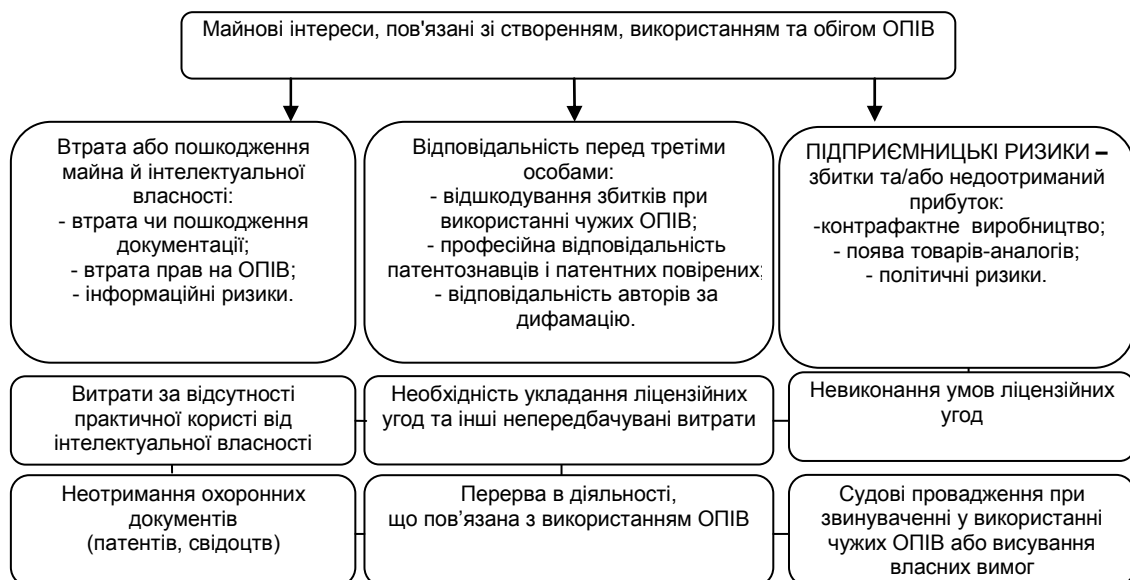 Майнові інтереси, пов'язані зі створенням, використанням та обігом ОПІВ
Втрата або пошкодження
майна й інтелектуальної
власності:
- втрата чи пошкодження
документації;
- втрата прав на ОПІВ;
- інформаційні ризики.
Відповідальність перед третіми
особами:
- відшкодування збитків при
використанні чужих ОПІВ;
- професійна відповідальність
патентознавців і патентних повірених;
- відповідальність авторів за
дифамацію.
ПІДПРИЄМНИЦЬКІ РИЗИКИ –
збитки та/або недоотриманий
прибуток:
-контрафактне виробництво;
- поява товарів-аналогів;
- політичні ризики.
Витрати за відсутності
практичної користі від
інтелектуальної власності
Необхідність укладання ліцензійних
угод та інші непередбачувані витрати
Невиконання умов ліцензійних
угод
Неотримання охоронних
документів
(патентів, свідоцтв)
Перерва в діяльності,
що пов’язана з використанням ОПІВ
Судові провадження при
звинуваченні у використанні
чужих ОПІВ або висування
власних вимог